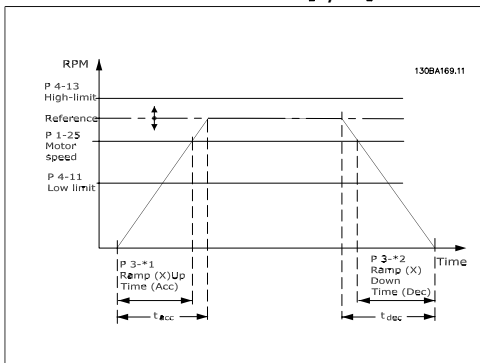 RPM
130BA169.11
P 4-13
High-limit
Reference
P 1-25
Motor
speed
P 4-11
Low limit
Time
P 3-*1
Ramp (X)Up
Time (Acc)
P 3-*2
Ramp (X)
Down
Time (Dec)
tacc
tdec